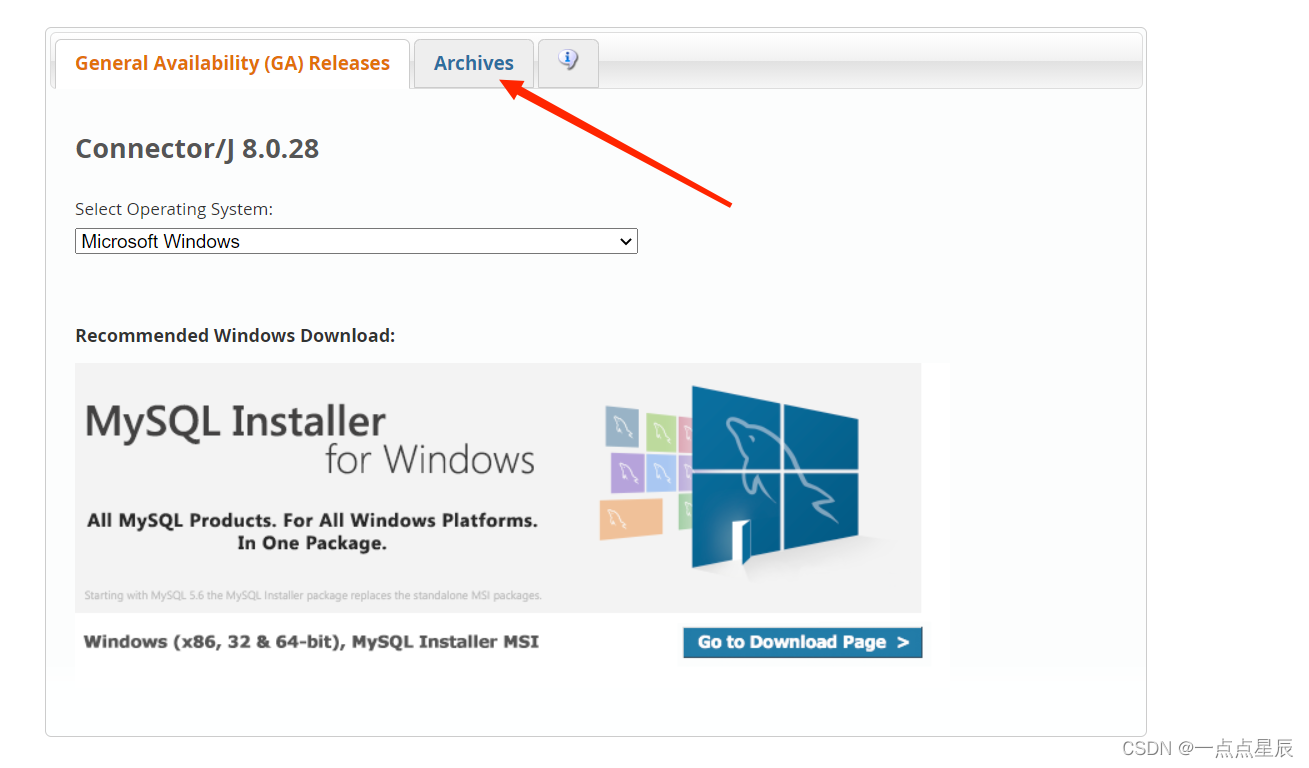 General Availability (GA) Releases
Archives
Connector/J 8.0.28
Select Operating System:
Microsoft Windows
Recommended Windows Download:
MySQL Installer
for Windows
All MySQL Products. For All Windows Platforms.
In One Package.
Starting with MySQL 5.6 the MySQL Installer package replaces the standalone MSI packages.
Windows (x86, 32 & 64-bit), MySQL Installer MSI
Go to Download Page >
CSDN @一点点星辰